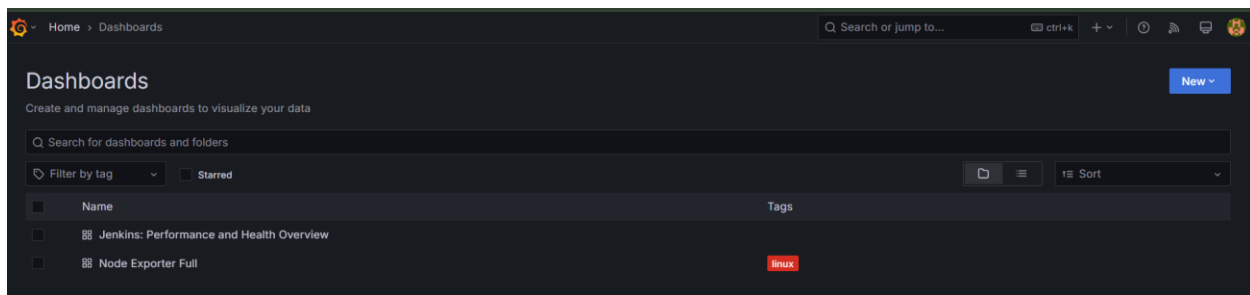 Home › Dashboards
Search or jump to... ctrl+k
Dashboards
New
Create and manage dashboards to visualize your data
Search for dashboards and folders
Filter by tag Starred Sort
Name Tags
Jenkins: Performance and Health Overview
Node Exporter Full linux